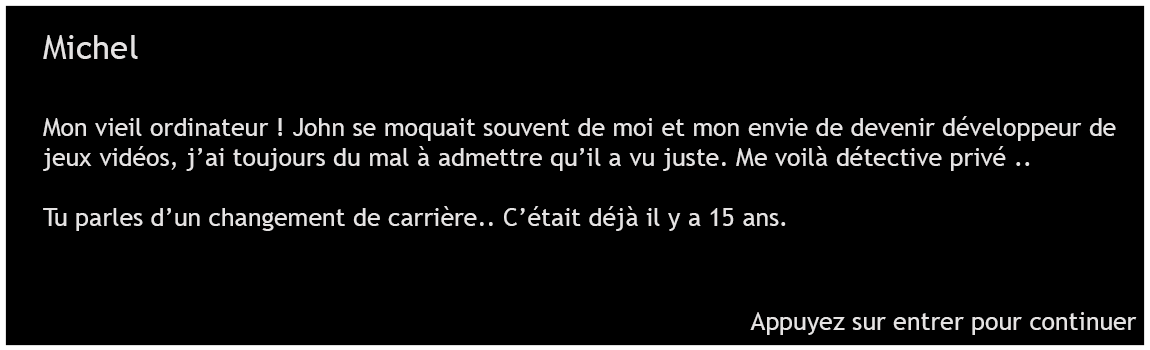 Michel
Mon vieil ordinateur ! John se moquait souvent de moi et mon envie de devenir développeur de
jeux vidéos, j’ai toujours du mal à admettre qu’il a vu juste. Me voilà détective privé ..
Tu parles d’un changement de carrière.. C’était déjà il y a 15 ans.
Appuyez sur entrer pour continuer